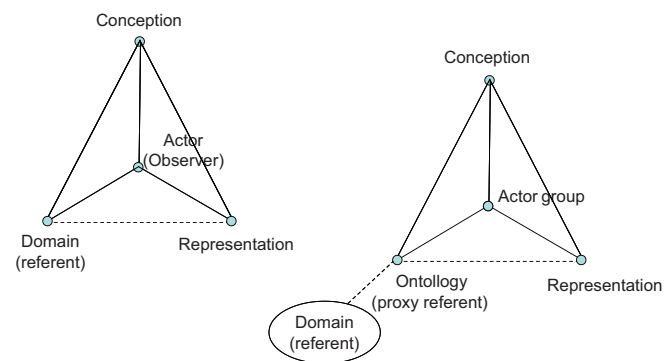 Conception
Actor
(Observer)
Domain
(referent)
Representation
Conception
Actor group
Ontollogy
(proxy referent)
Representation
Domain
(referent)